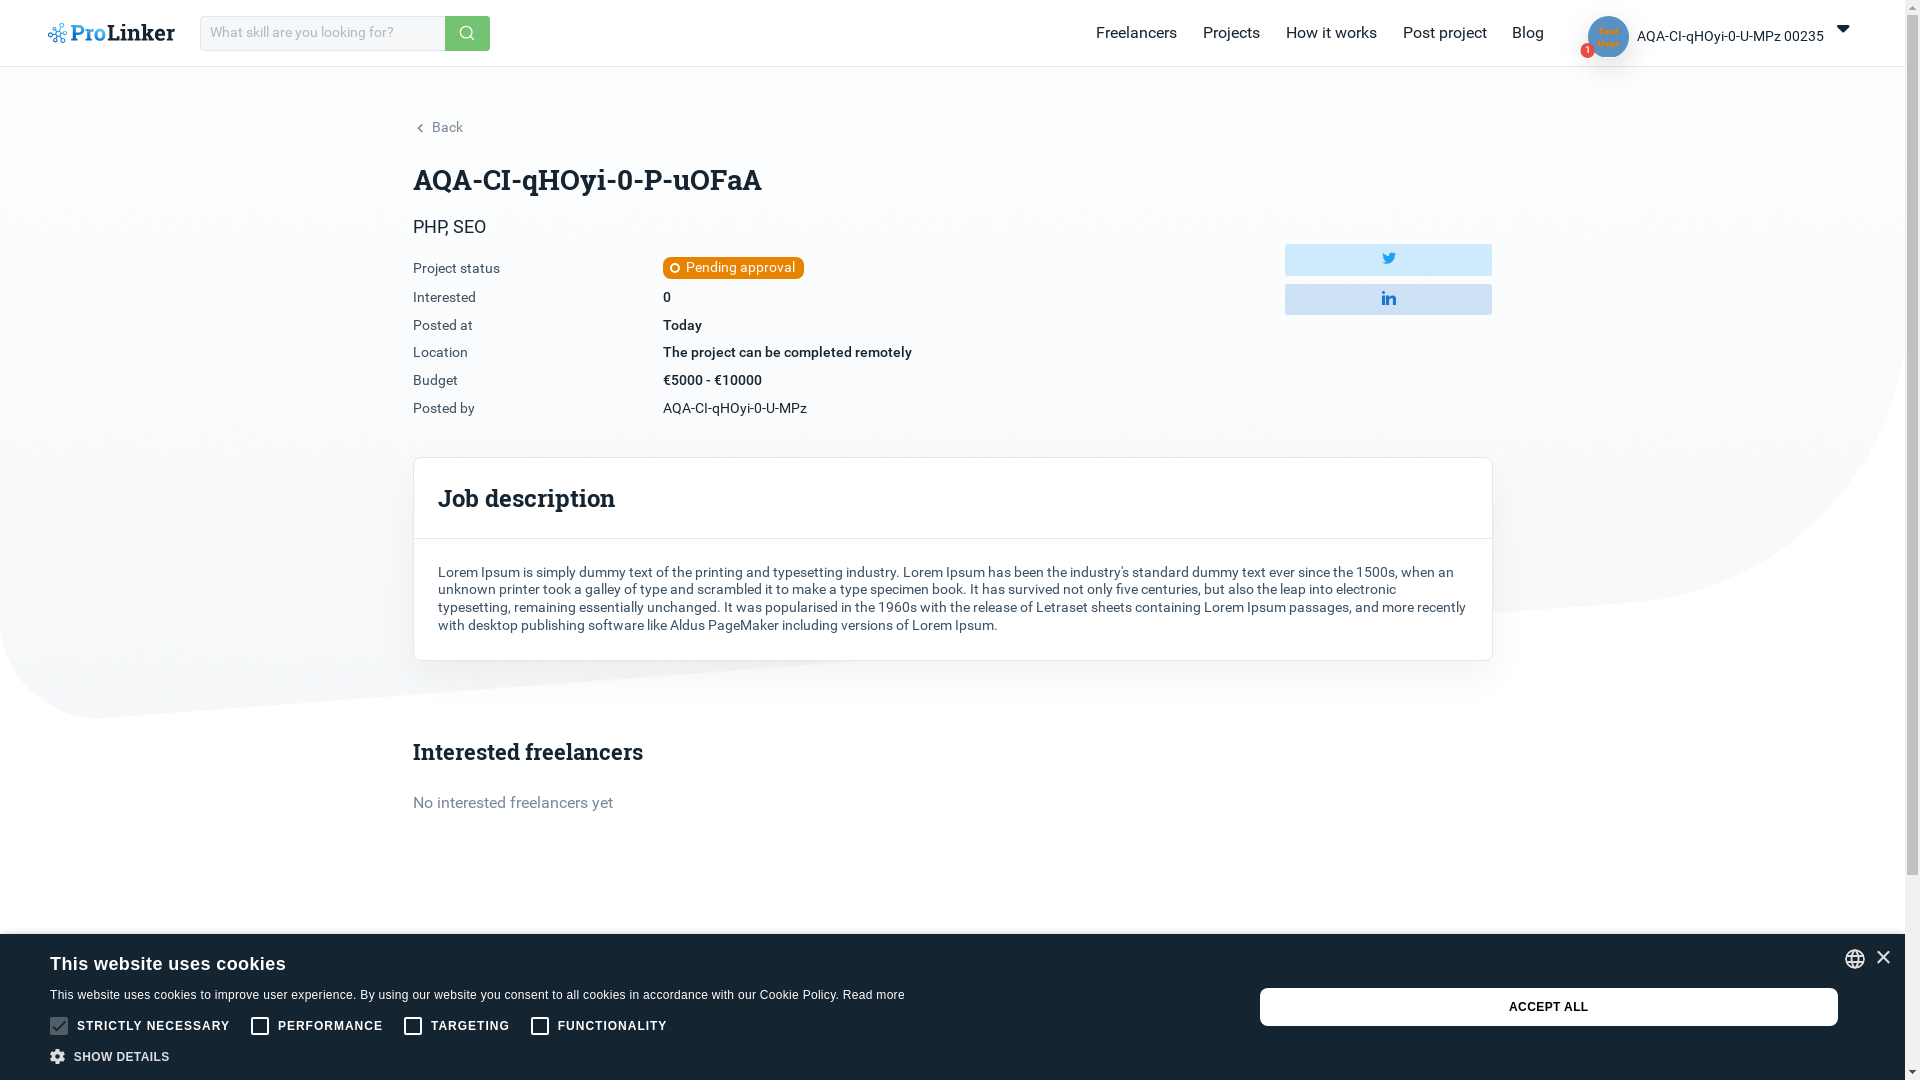 ProLinker
What skill are you looking for?
Freelancers
Projects
How it works
Post project
Blog
Test
User
1
AQA-CI-qHOyi-0-U-MPz 00235
Back
AQA-CI-qHOyi-0-P-uOFaA
PHP, SEO
Project status
Pending approval
Interested
0
Posted at
Today
Location
The project can be completed remotely
Budget
€5000 - €10000
Posted by
AQA-CI-qHOyi-0-U-MPz
in
Job description
Lorem Ipsum is simply dummy text of the printing and typesetting industry. Lorem Ipsum has been the industry's standard dummy text ever since the 1500s, when an
unknown printer took a galley of type and scrambled it to make a type specimen book. It has survived not only five centuries, but also the leap into electronic
typesetting, remaining essentially unchanged. It was popularised in the 1960s with the release of Letraset sheets containing Lorem Ipsum passages, and more recently
with desktop publishing software like Aldus PageMaker including versions of Lorem Ipsum.
Interested freelancers
No interested freelancers yet
This website uses cookies
This website uses cookies to improve user experience. By using our website you consent to all cookies in accordance with our Cookie Policy. Read more
STRICTLY NECESSARY
PERFORMANCE
TARGETING
FUNCTIONALITY
SHOW DETAILS
ACCEPT ALL